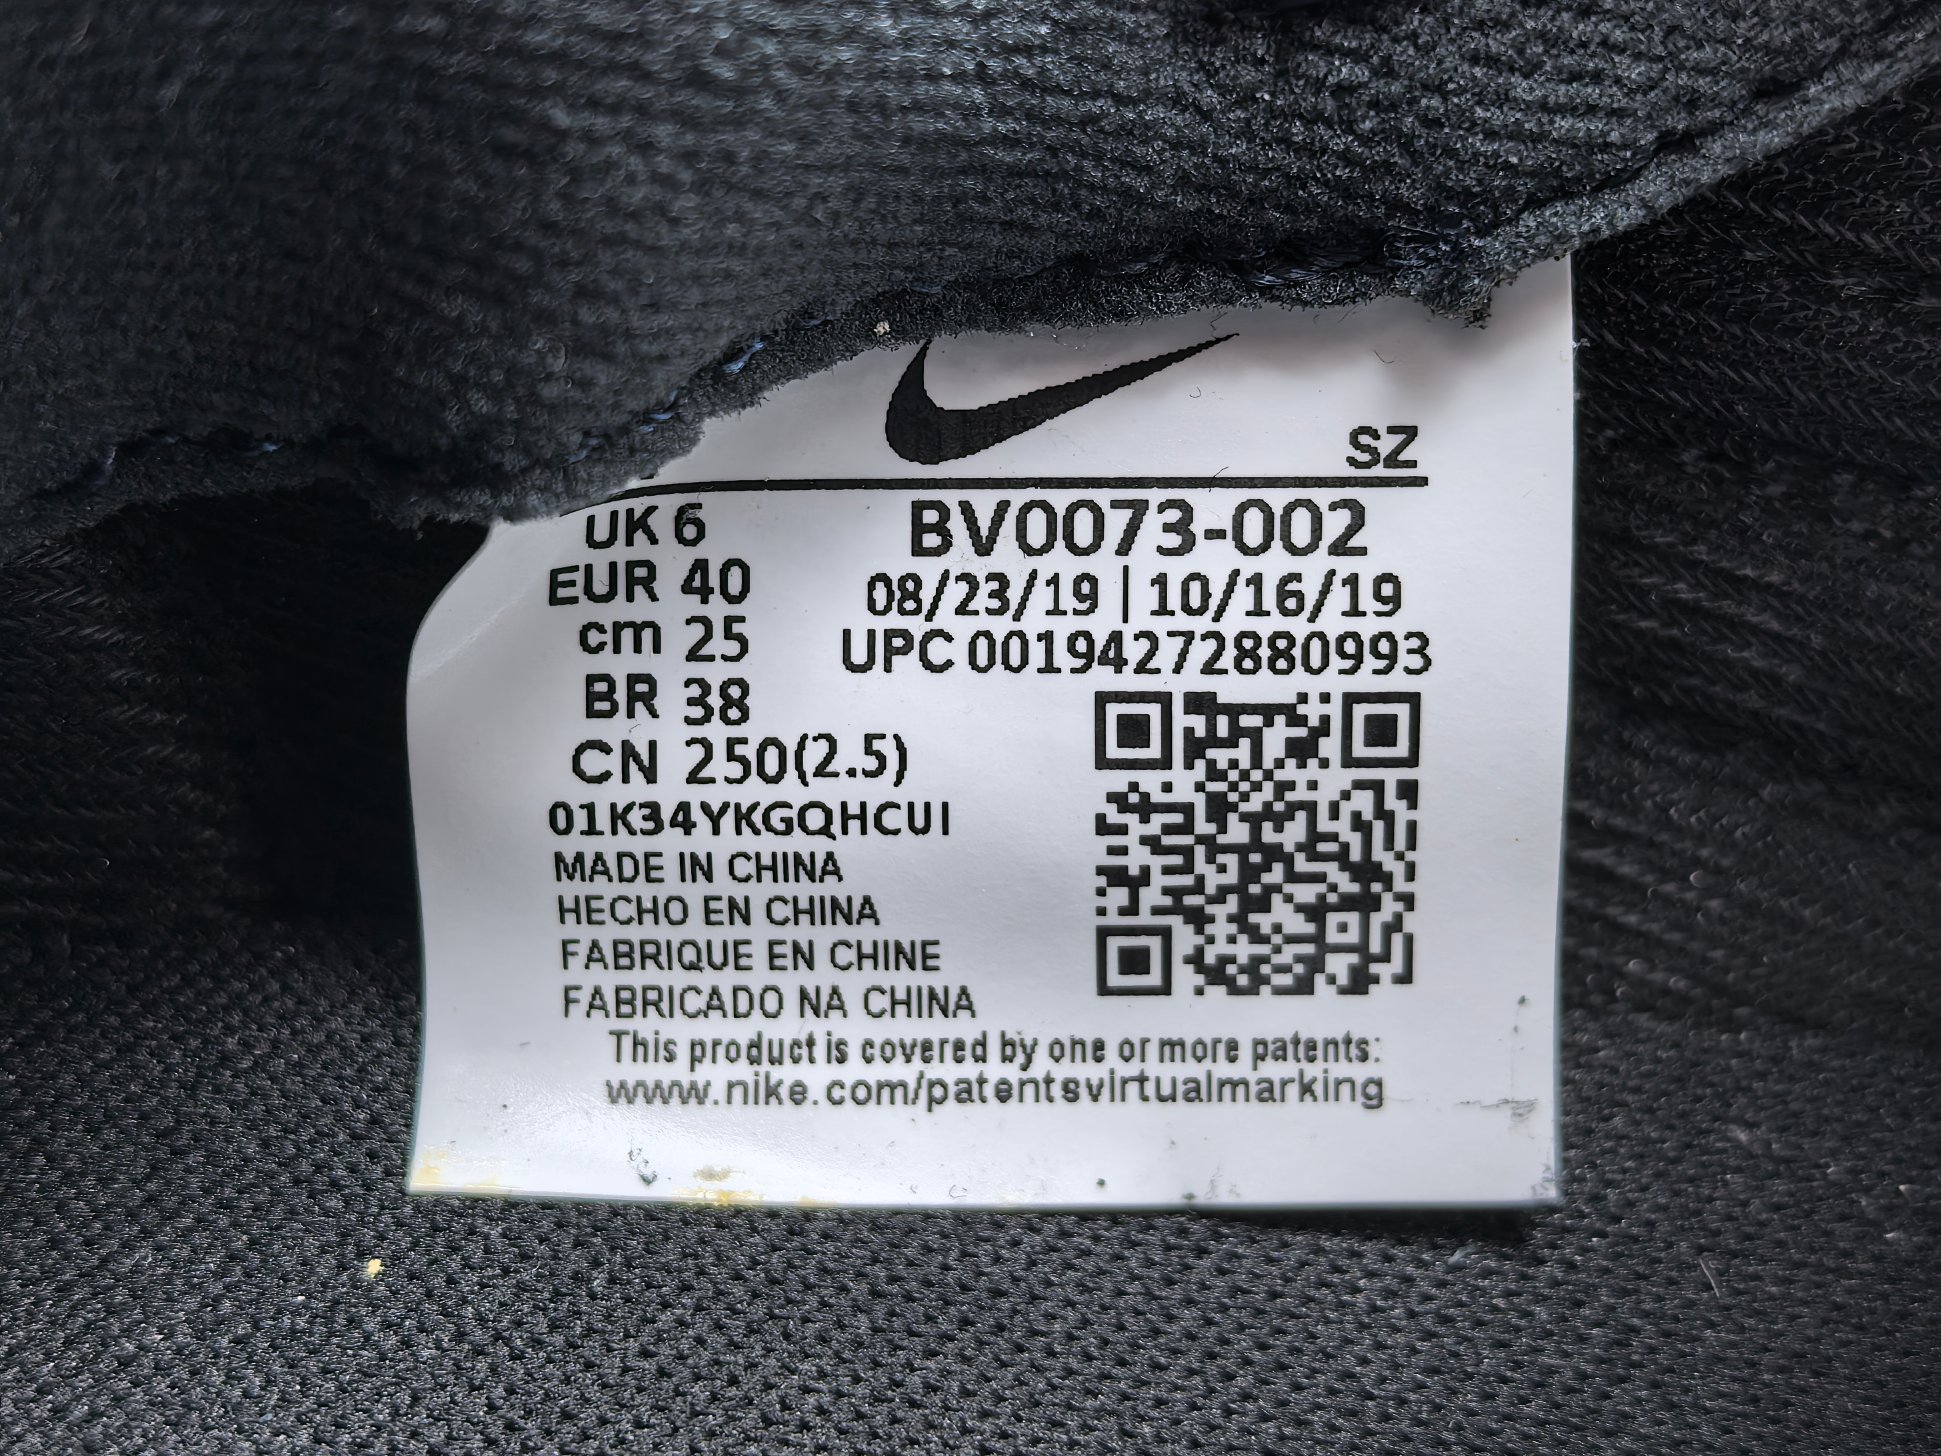 SZ
UK 6
BV0073-002
EUR 40
08/23/19 | 10/16/19
cm 25
UPC 00194272880993
BR 38
CN 250(2.5)
01K34YKGQHCUI
MADE IN CHINA
HECHO EN CHINA
FABRIQUE EN CHINE
FABRICADO NA CHINA
This product is covered by one or more patents:
www.nike.com/patentsvirtualmarking